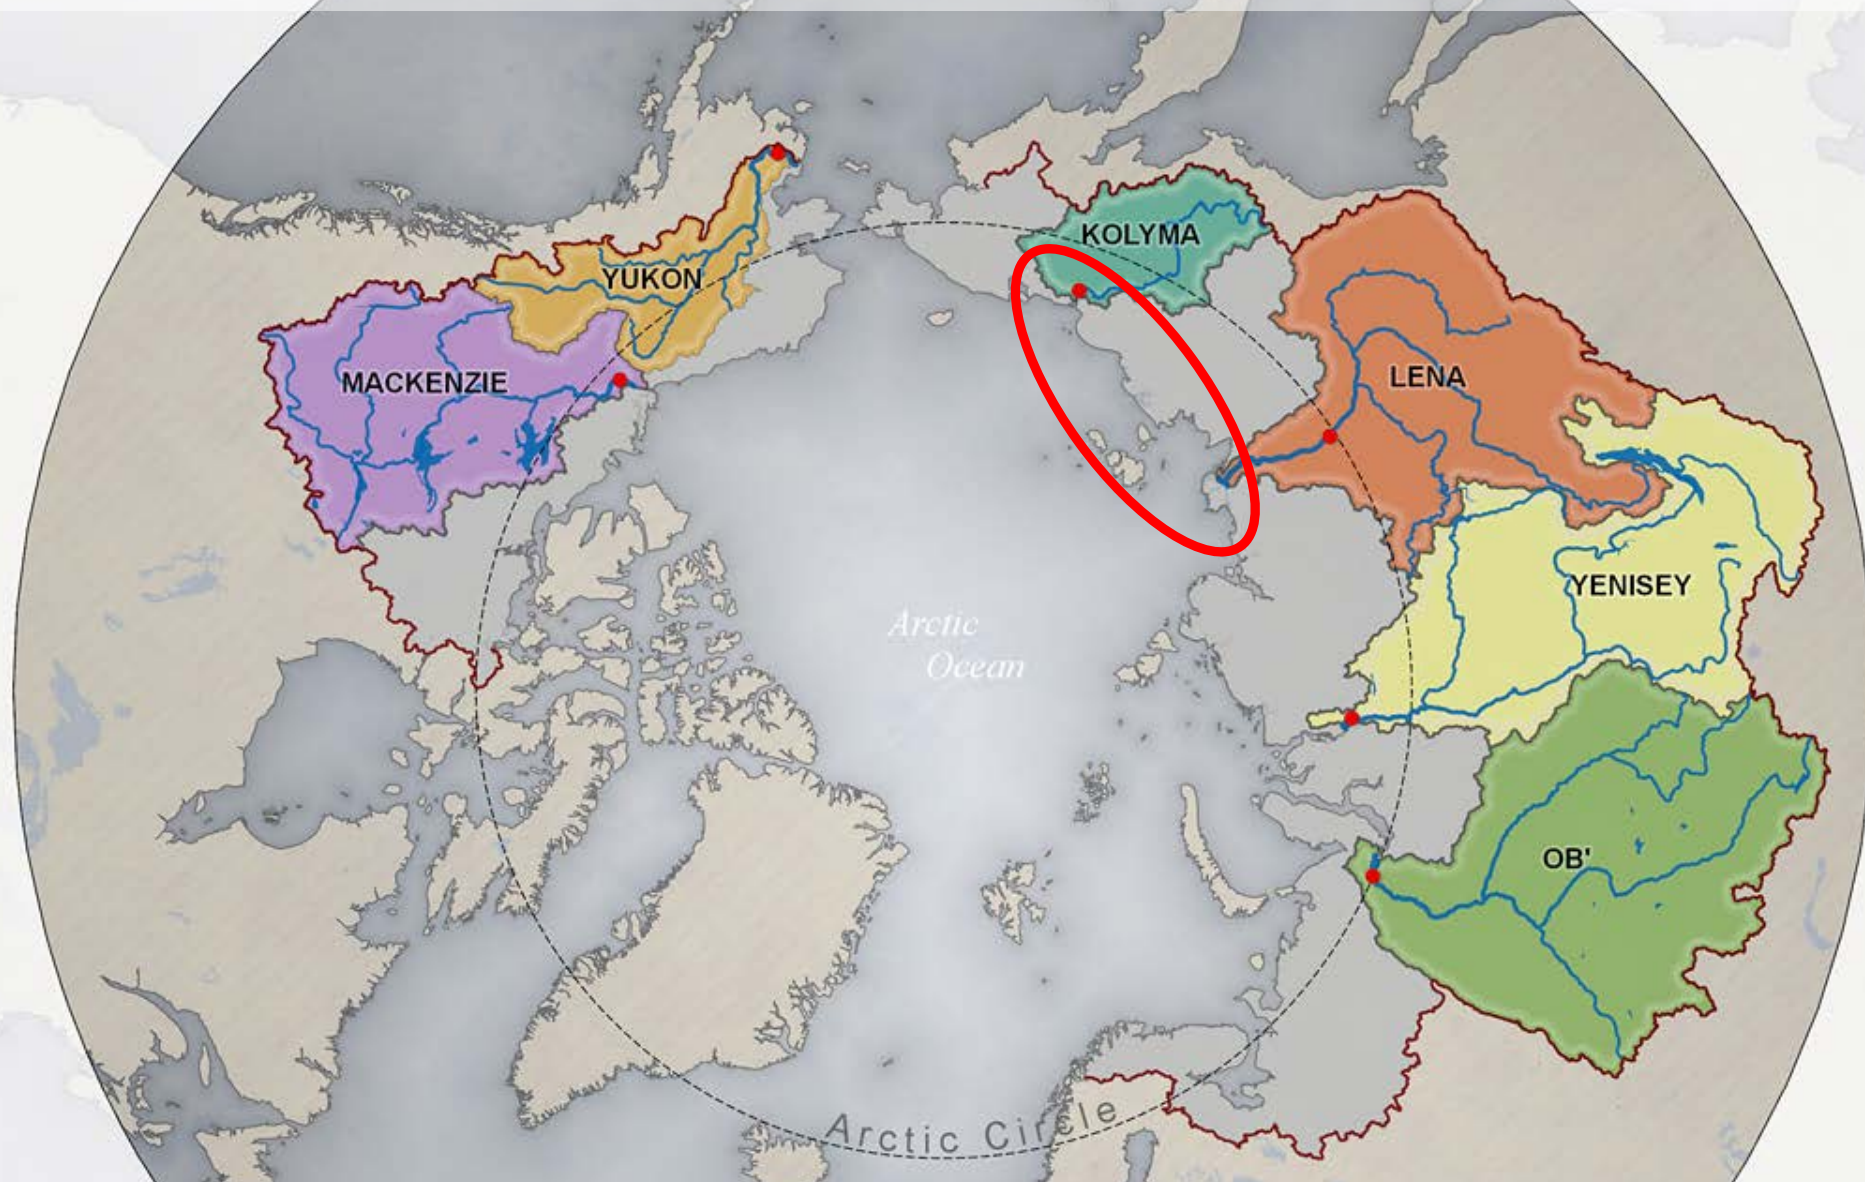 KOLYMA
YUKON
MACKENZIE
LENA
YENISEY
Arctic
Ocean
OB'
Arctic Circle